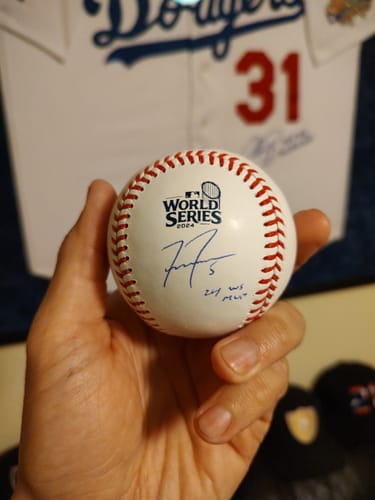 Dodgers
31
WORLD
SERIES
2024
5
24 WS
MVP